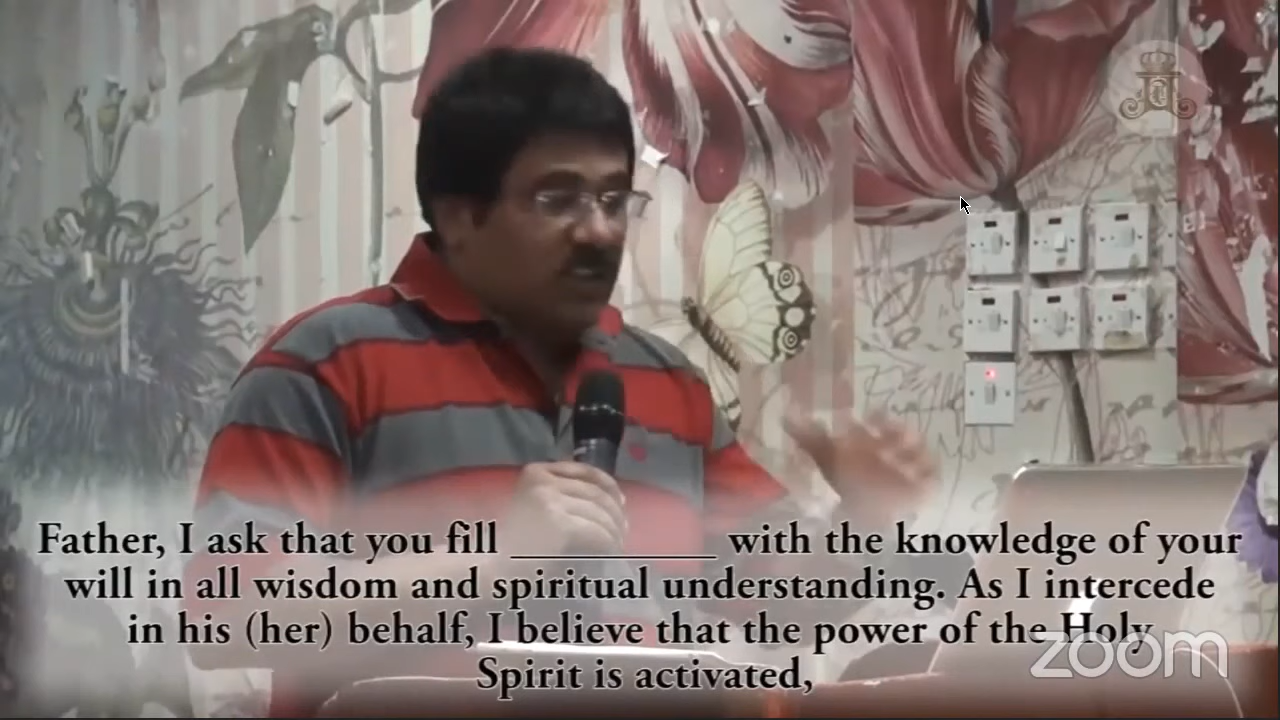 Father, I ask that you fill __________ with the knowledge of your
will in all wisdom and spiritual understanding. As I intercede
in his (her) behalf, I believe that the power of the Holy
Spirit is activated,
zoom